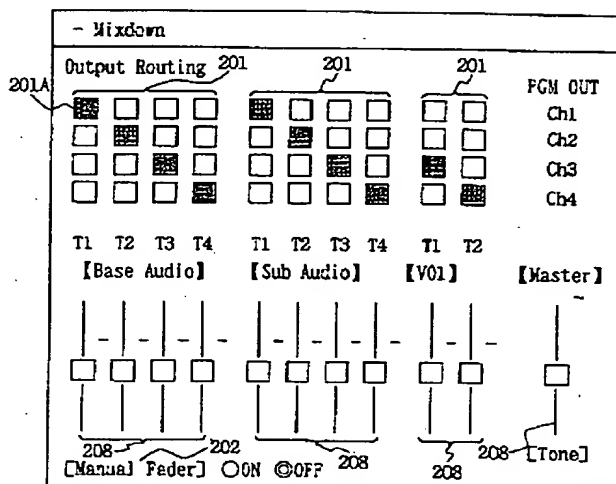 - Mixdown
Output Routing 201 201 201
201A PGM OUT
Ch1
Ch2
Ch3
Ch4
T1 T2 T3 T4 T1 T2 T3 T4 T1 T2
【Base Audio】 【Sub Audio】 【VO1】 【Master】
208 202 208 208 208 [Tone]
[Manual Feder] ○ON ◎OFF